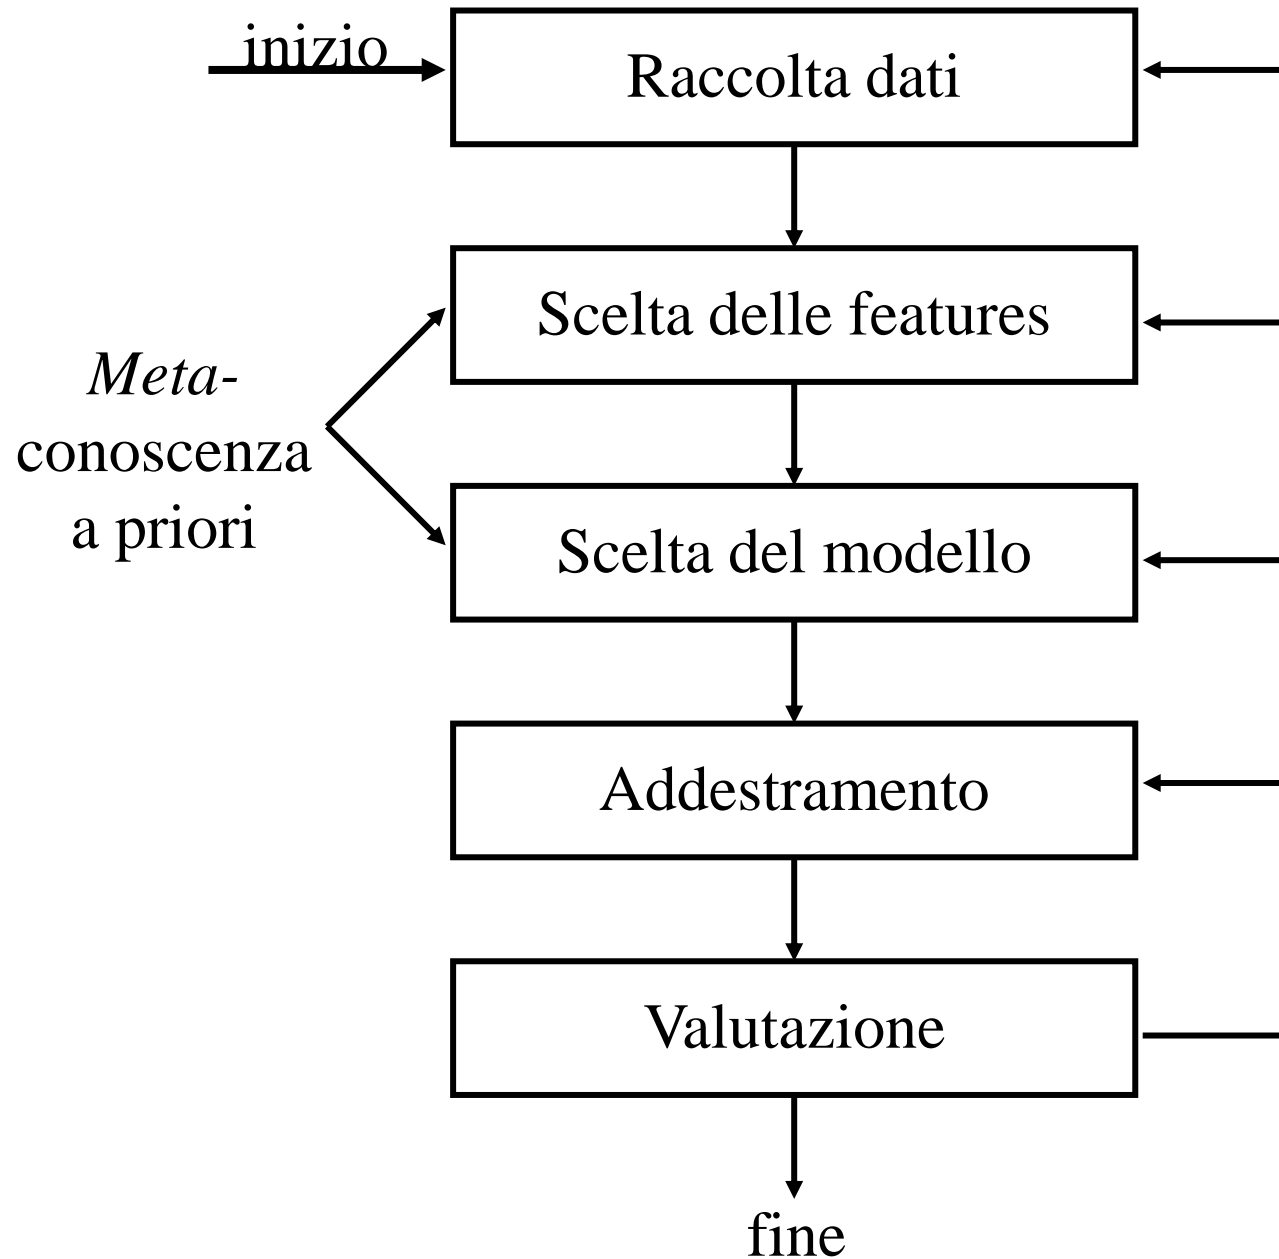 inizio
Raccolta dati
Scelta delle features
Meta-
conoscenza
a priori
Scelta del modello
Addestramento
Valutazione
fine